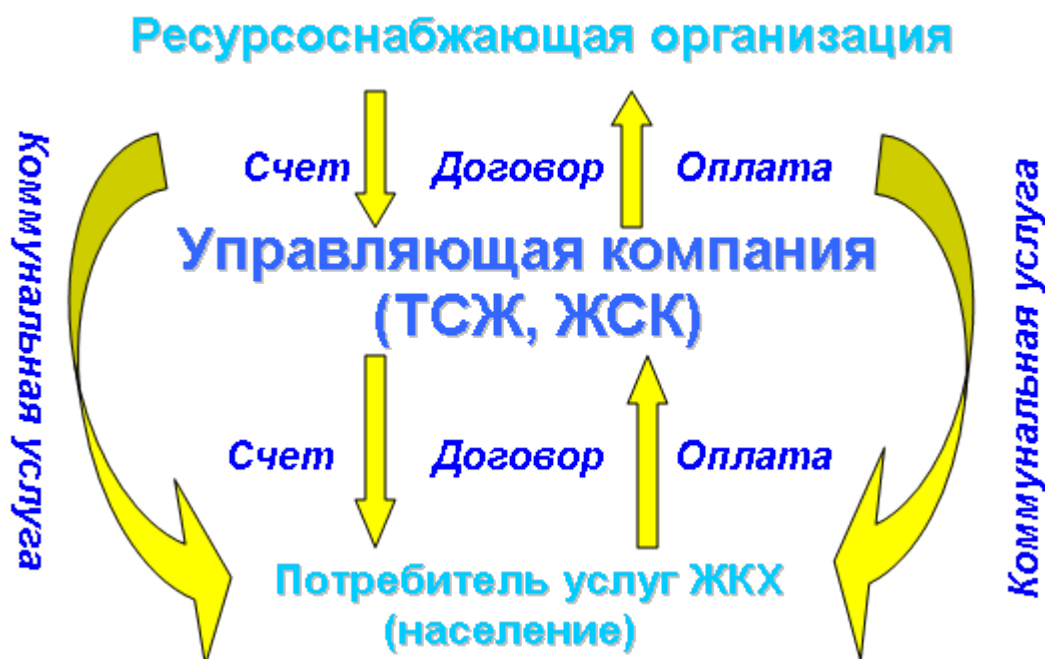 Ресурсоснабжающая организация
Коммунальная услуга
Счет Договор Оплата
Коммунальная услуга
Управляющая компания
(ТСЖ, ЖСК)
Счет Договор Оплата
Потребитель услуг ЖКХ
(население)